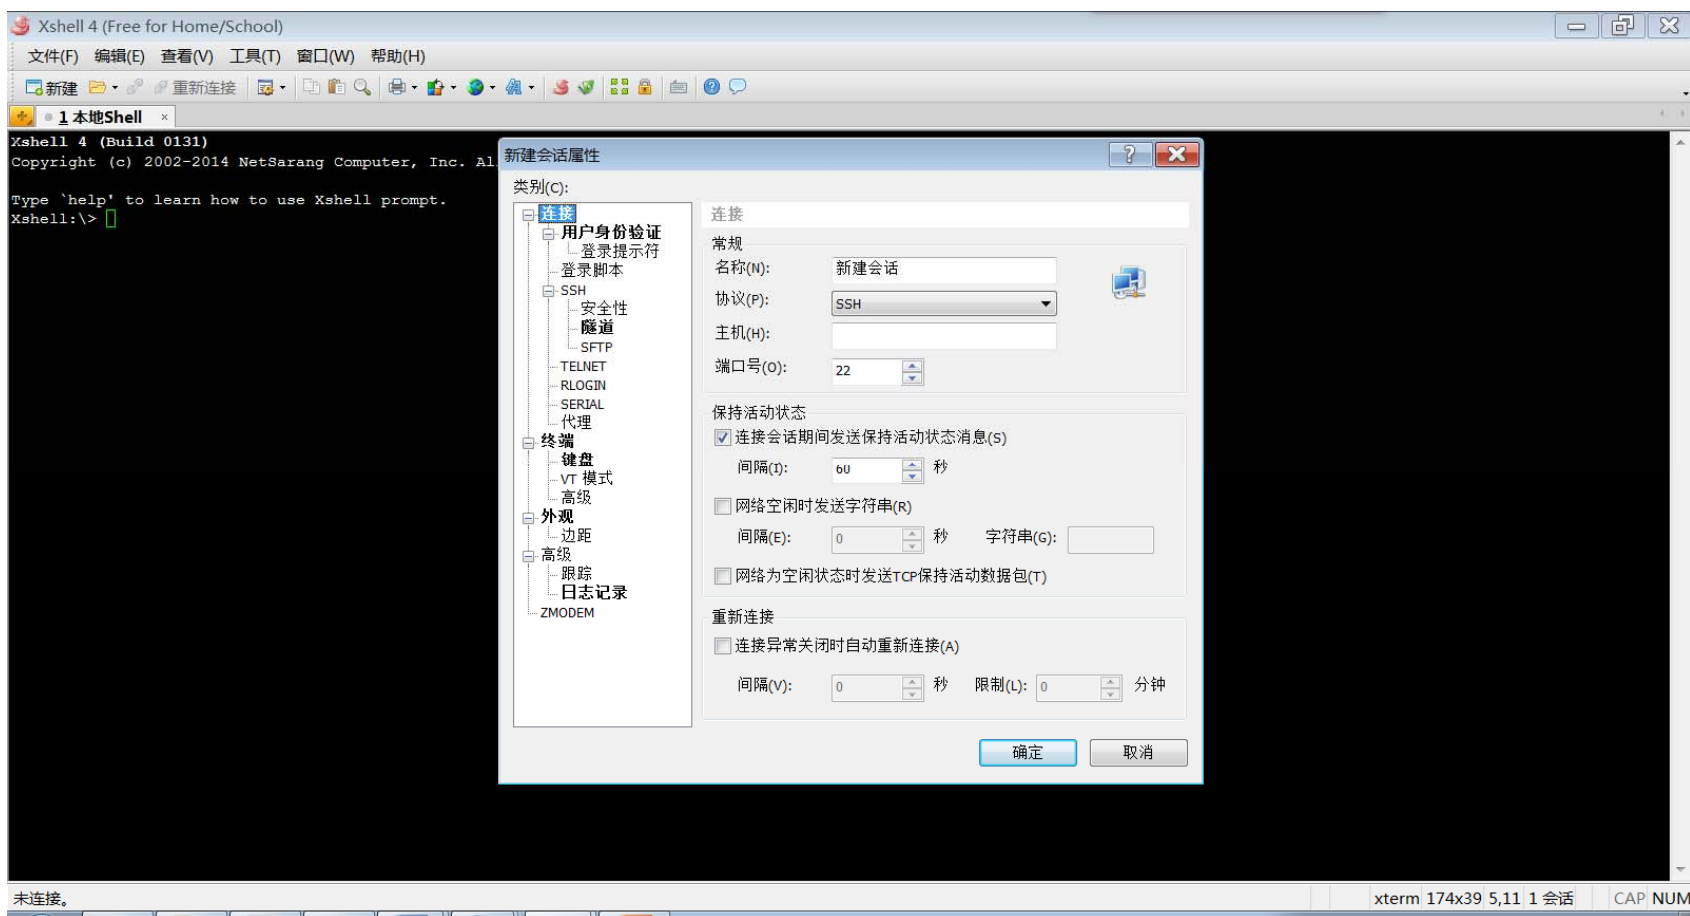 Xshell 4 (Free for Home/School)
文件(F) 编辑(E) 查看(V) 工具(T) 窗口(W) 帮助(H)
新建 重新连接
1 本地Shell
Xshell 4 (Build 0131)
Copyright (c) 2002-2014 NetSarang Computer, Inc. Al
Type `help' to learn how to use Xshell prompt.
Xshell:\>
新建会话属性
类别(C):
连接
用户身份验证
登录提示符
登录脚本
SSH
安全性
隧道
SFTP
TELNET
RLOGIN
SERIAL
代理
终端
键盘
VT 模式
高级
外观
边距
高级
跟踪
日志记录
ZMODEM
连接
常规
名称(N): 新建会话
协议(P): SSH
主机(H):
端口号(O): 22
保持活动状态
连接会话期间发送保持活动状态消息(S)
间隔(I): 60 秒
网络空闲时发送字符串(R)
间隔(E): 0 秒 字符串(G):
网络为空闲状态时发送TCP保持活动数据包(T)
重新连接
连接异常关闭时自动重新连接(A)
间隔(V): 0 秒 限制(L): 0 分钟
确定 取消
未连接。 xterm 174x39 5,11 1 会话 CAP NUM